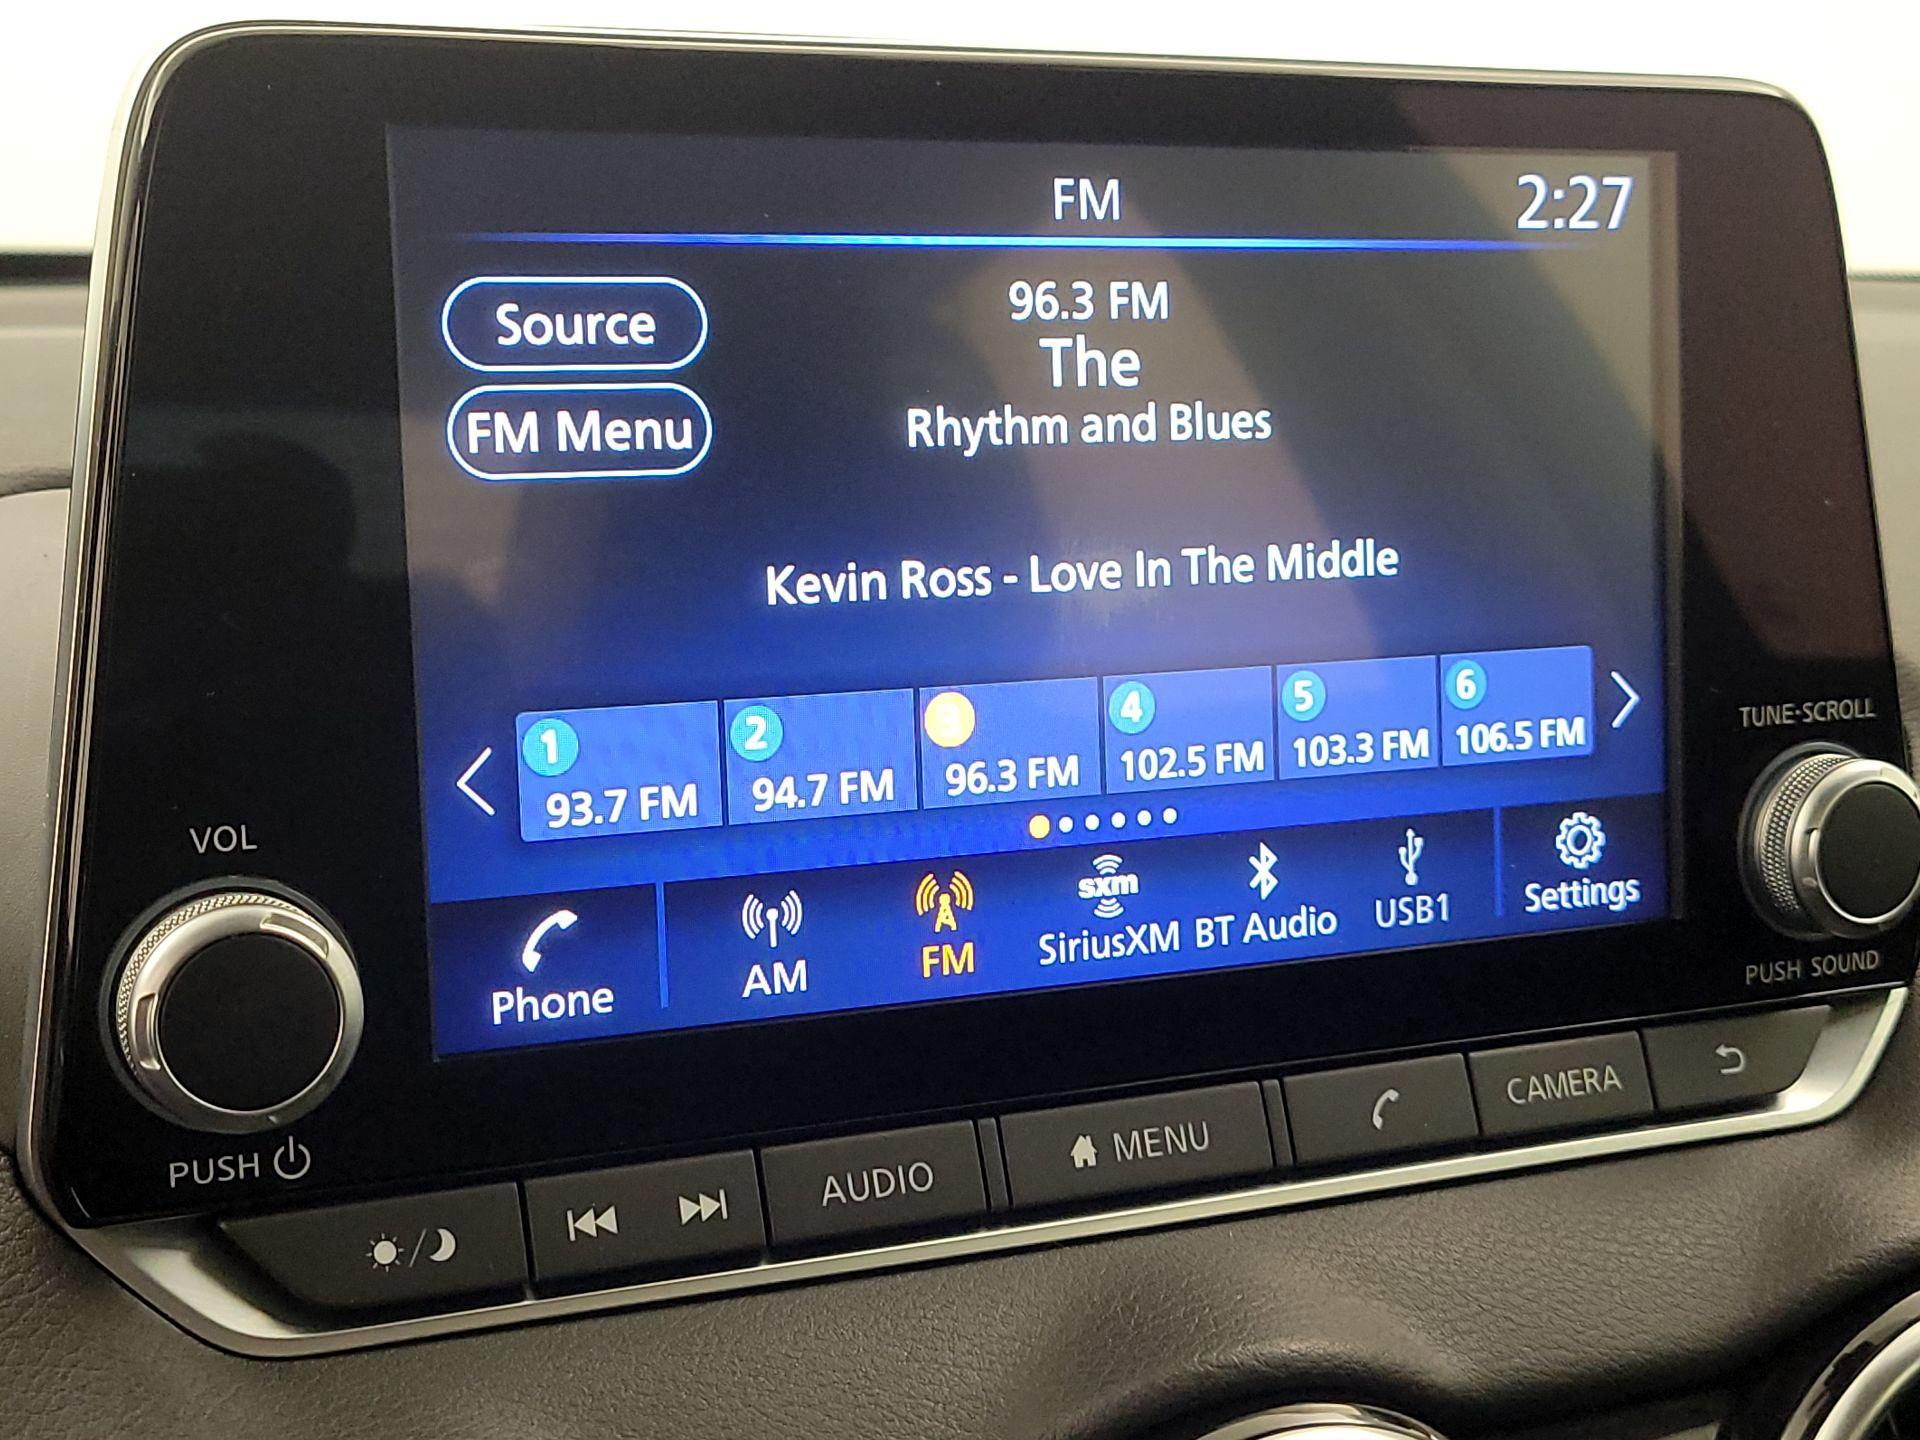 FM
2:27
Source
96.3 FM
The
FM Menu
Rhythm and Blues
Kevin Ross - Love In The Middle
1
2
3
4
5
6
93.7 FM
94.7 FM
96.3 FM
102.5 FM
103.3 FM
106.5 FM
Phone
AM
FM
sxm
SiriusXM
BT Audio
USB1
Settings
VOL
PUSH
TUNE·SCROLL
PUSH SOUND
AUDIO
MENU
CAMERA